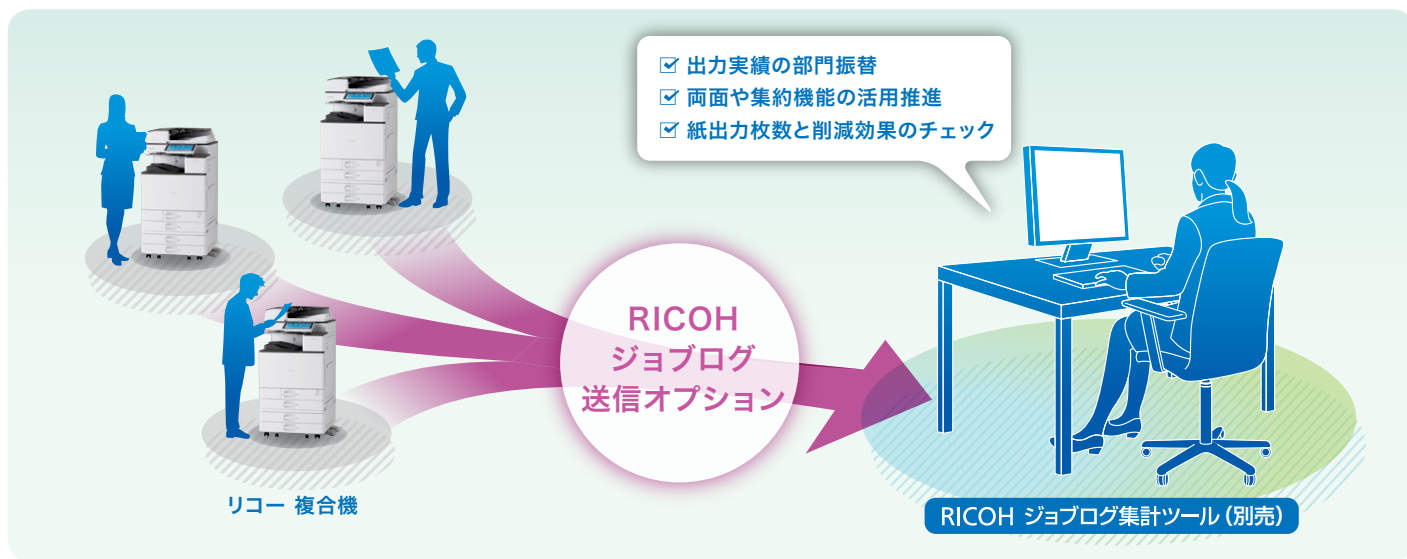 出力実績の部門振替
両面や集約機能の活用推進
紙出力枚数と削減効果のチェック
RICOH
ジョブログ
送信オプション
リコー 複合機
RICOH ジョブログ集計ツール（別売）